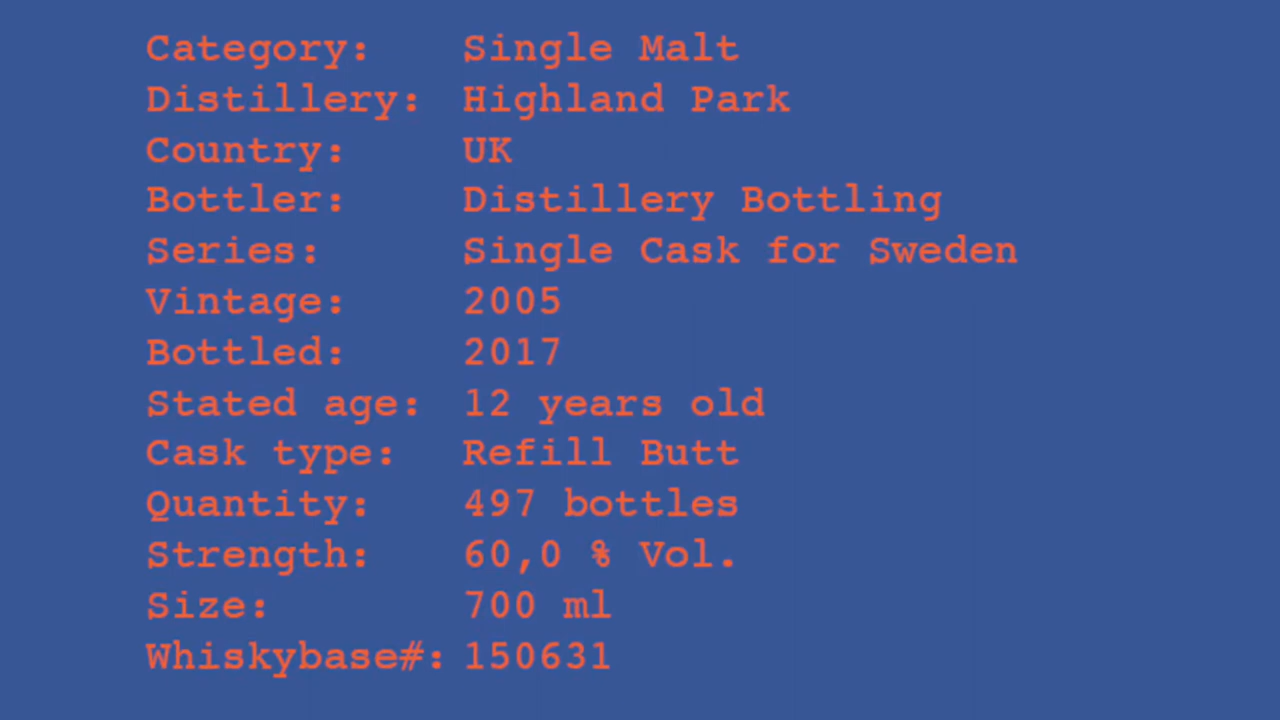 Category: Single Malt
Distillery: Highland Park
Country: UK
Bottler: Distillery Bottling
Series: Single Cask for Sweden
Vintage: 2005
Bottled: 2017
Stated age: 12 years old
Cask type: Refill Butt
Quantity: 497 bottles
Strength: 60,0 % Vol.
Size: 700 ml
Whiskybase#: 150631